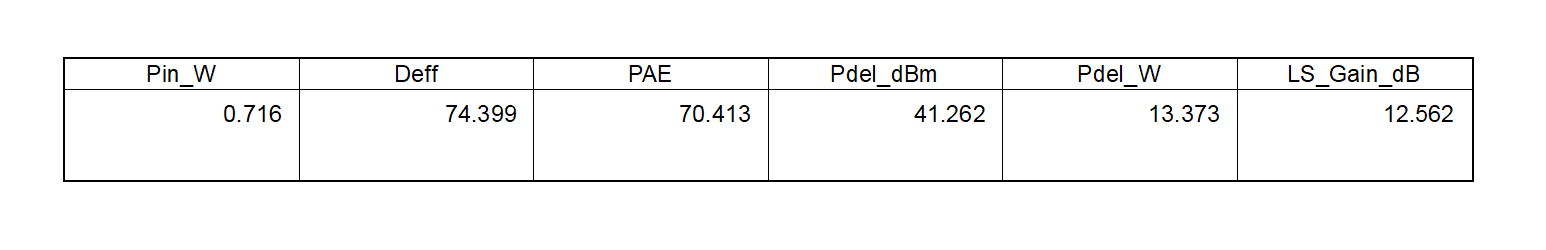 Pin_W Deff PAE Pdel_dBm Pdel_W LS_Gain_dB
0.716 74.399 70.413 41.262 13.373 12.562